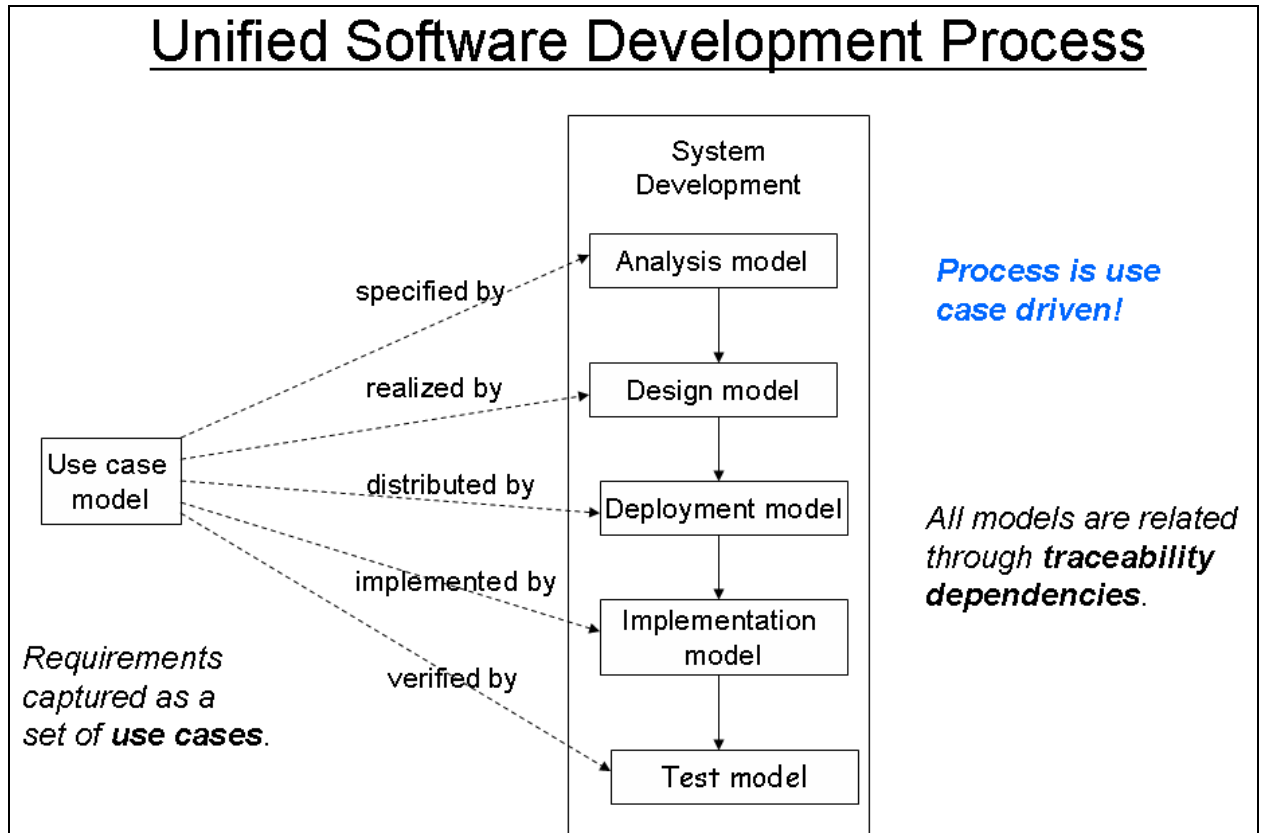 Unified Software Development Process
System
Development
Analysis model
Process is use
case driven!
specified by
realized by
Design model
Use case
model
distributed by
Deployment model
All models are related
through traceability
dependencies.
implemented by
Implementation
model
Requirements
captured as a
set of use cases.
verified by
Test model